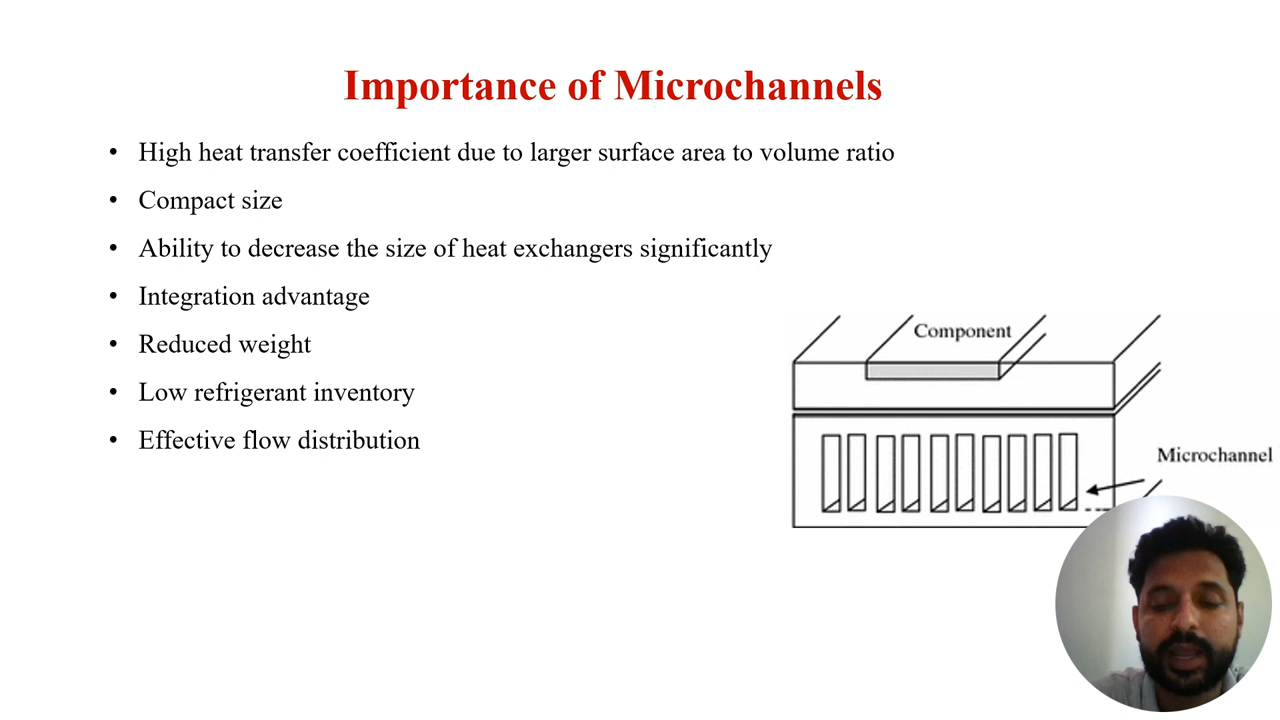 Importance of Microchannels
• High heat transfer coefficient due to larger surface area to volume ratio
• Compact size
• Ability to decrease the size of heat exchangers significantly
• Integration advantage
• Reduced weight
• Low refrigerant inventory
• Effective flow distribution
Component
Microchannel